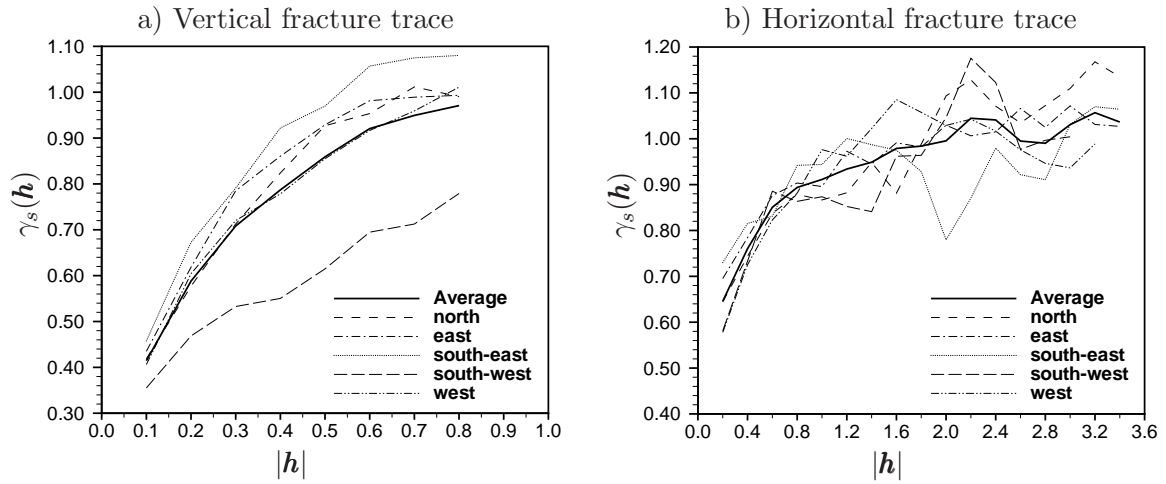 a) Vertical fracture trace
1.10
1.00
0.90
0.80
0.70
0.60
0.50
0.40
0.30
γs(h)
Average
north
east
south-east
south-west
west
0.0 0.1 0.2 0.3 0.4 0.5 0.6 0.7 0.8 0.9 1.0
|h|
b) Horizontal fracture trace
1.20
1.10
1.00
0.90
0.80
0.70
0.60
0.50
0.40
γs(h)
Average
north
east
south-east
south-west
west
0.0 0.4 0.8 1.2 1.6 2.0 2.4 2.8 3.2 3.6
|h|